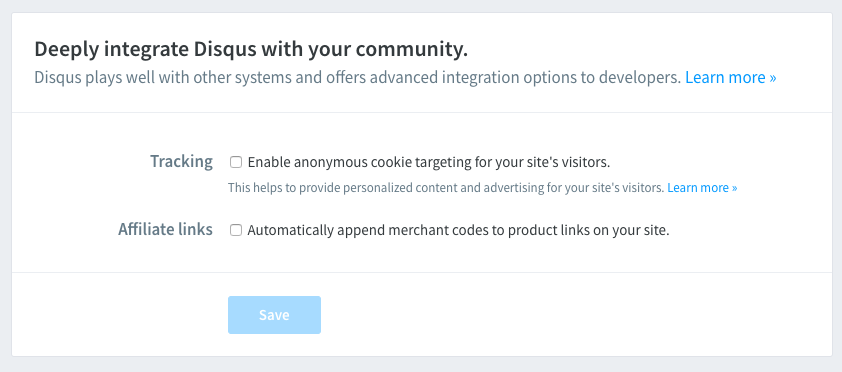 Deeply integrate Disqus with your community.
Disqus plays well with other systems and offers advanced integration options to developers. Learn more »
Tracking Enable anonymous cookie targeting for your site's visitors.
This helps to provide personalized content and advertising for your site's visitors. Learn more »
Affiliate links Automatically append merchant codes to product links on your site.
Save